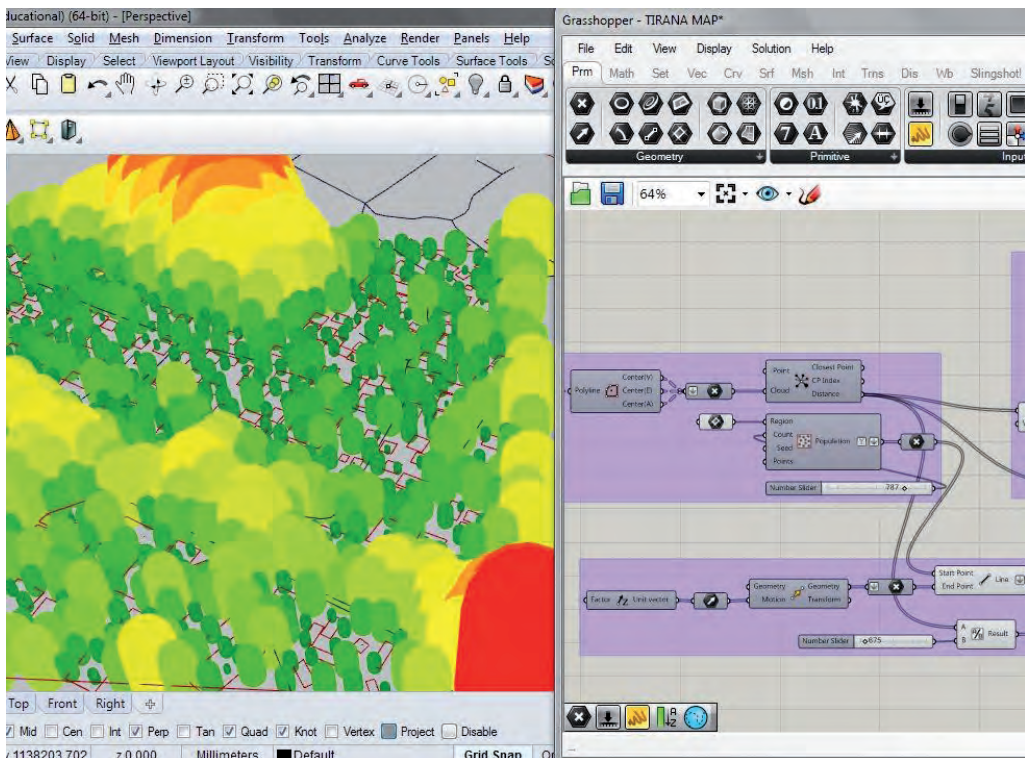 ducational) (64-bit) - [Perspective]
Surface Solid Mesh Dimension Transform Tools Analyze Render Panels Help
View Display Select Viewport Layout Visibility Transform Curve Tools Surface Tools
Top Front Right
Mid Cen Int Perp Tan Quad Knot Vertex Project Disable
1138203.702 z 0.000 Millimeters Default Grid Snap
Grasshopper - TIRANA MAP*
File Edit View Display Solution Help
Prm Math Set Vec Crv Srf Msh Int Trns Dis Wb Slingshot!
Geometry Primitive Input
64%
Polyline
Center(V)
Center(E)
Center(A)
Point
Cloud
Closest Point
CP Index
Distance
Region
Count
Seed
Points
Population
Number Slider 787
Factor Unit vector
Geometry
Motion
Geometry
Transform
Start Point
End Point
Line
Number Slider 675
A
B
A/B
Result